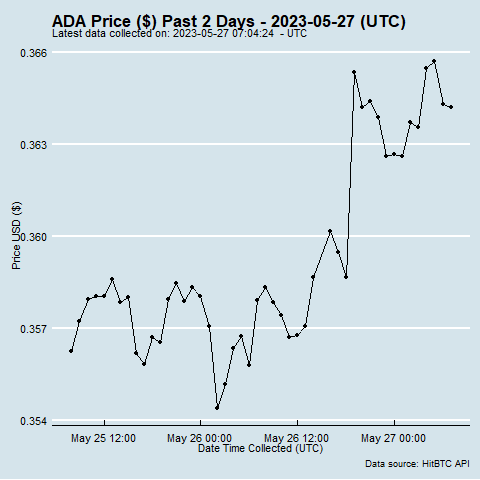 ADA Price ($) Past 2 Days - 2023-05-27 (UTC)
Latest data collected on: 2023-05-27 07:04:24 - UTC
0.366
0.363
0.360
0.357
0.354
Price USD ($)
May 25 12:00 May 26 00:00 May 26 12:00 May 27 00:00
Date Time Collected (UTC)
Data source: HitBTC API